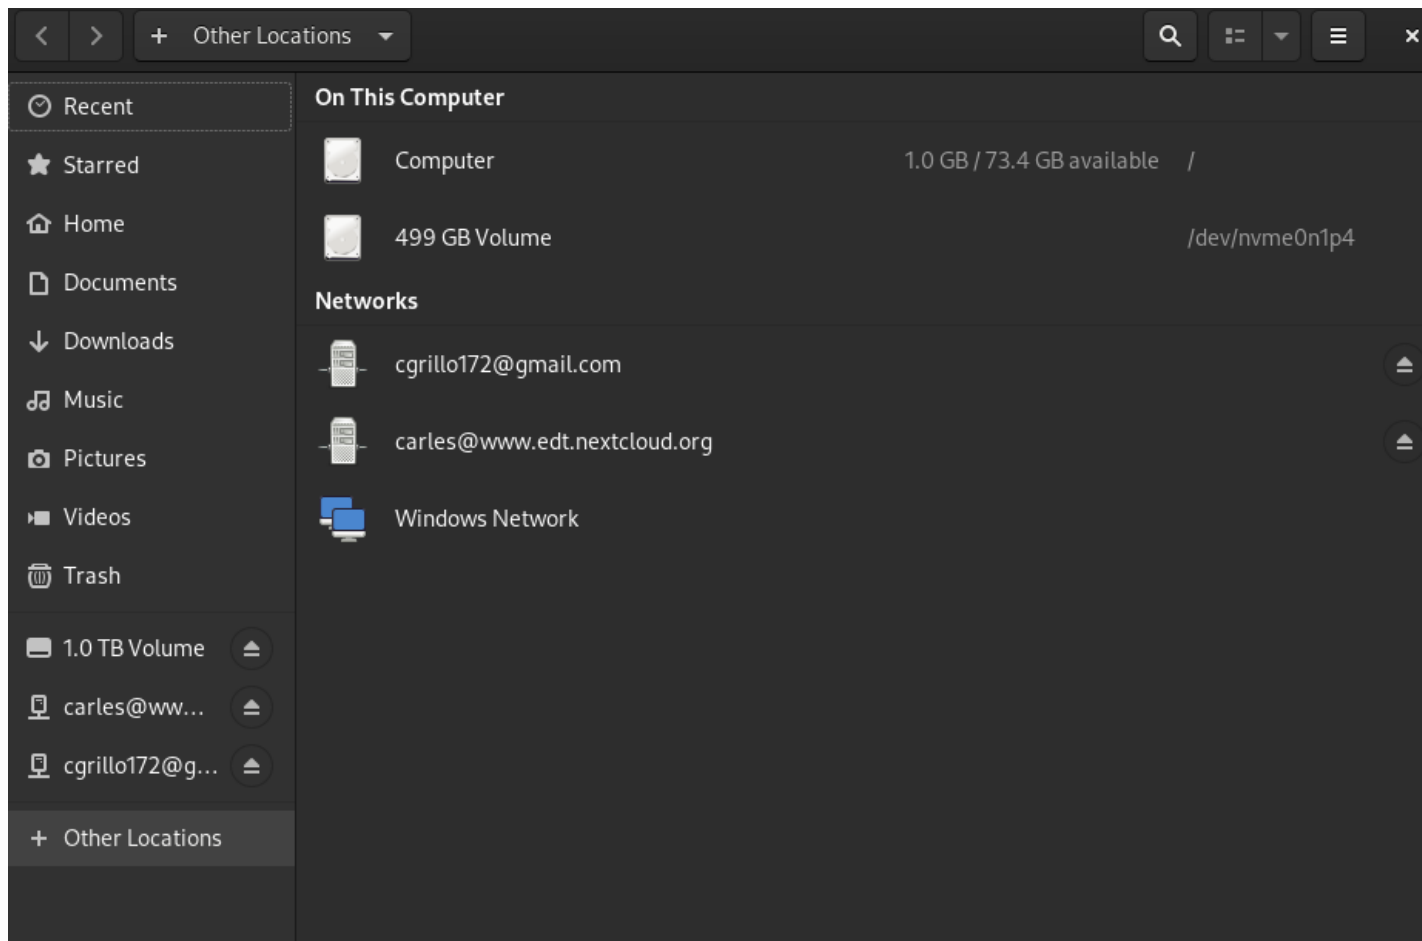 Other Locations
Recent
Starred
Home
Documents
Downloads
Music
Pictures
Videos
Trash
1.0 TB Volume
carles@ww...
cgrillo172@g...
+ Other Locations
On This Computer
Computer 1.0 GB / 73.4 GB available /
499 GB Volume /dev/nvme0n1p4
Networks
cgrillo172@gmail.com
carles@www.edt.nextcloud.org
Windows Network